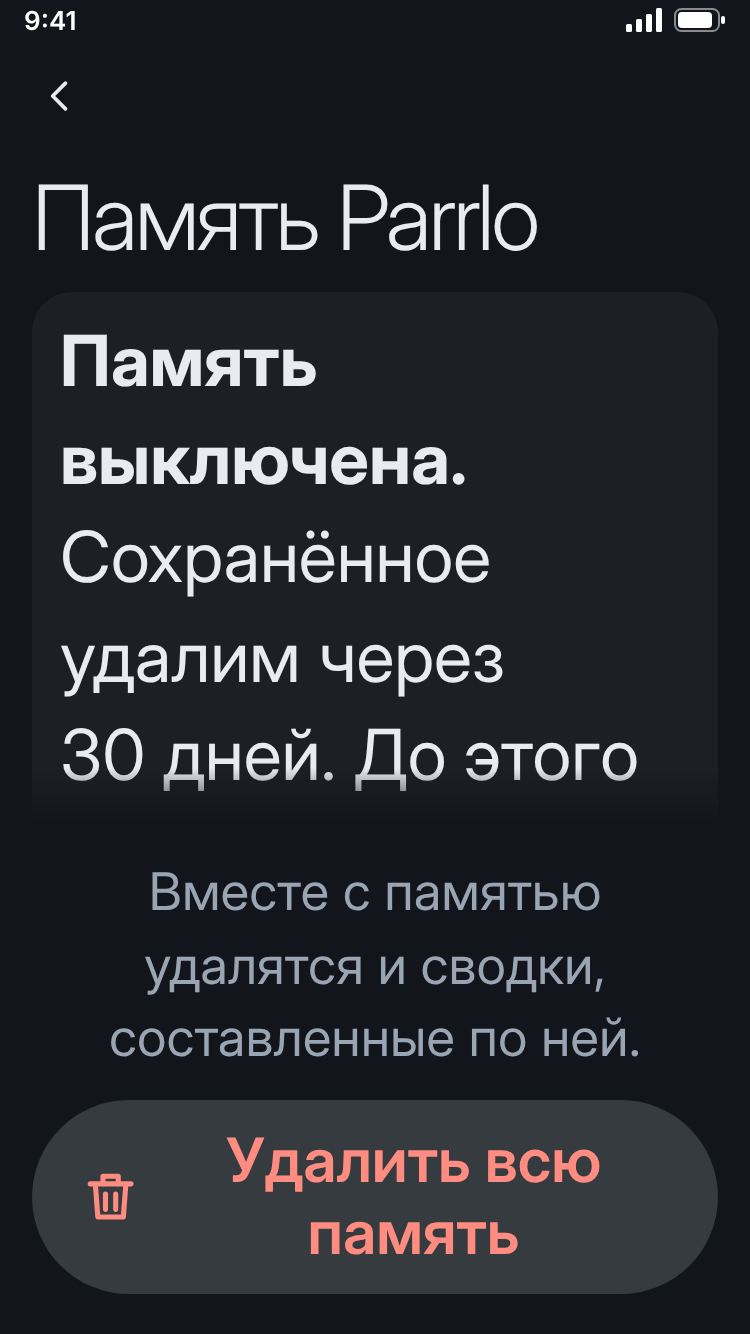 9:41
Память Parrlo
Память
выключена.
Сохранённое
удалим через
30 дней. До этого
Вместе с памятью
удалятся и сводки,
составленные по ней.
Удалить всю
память